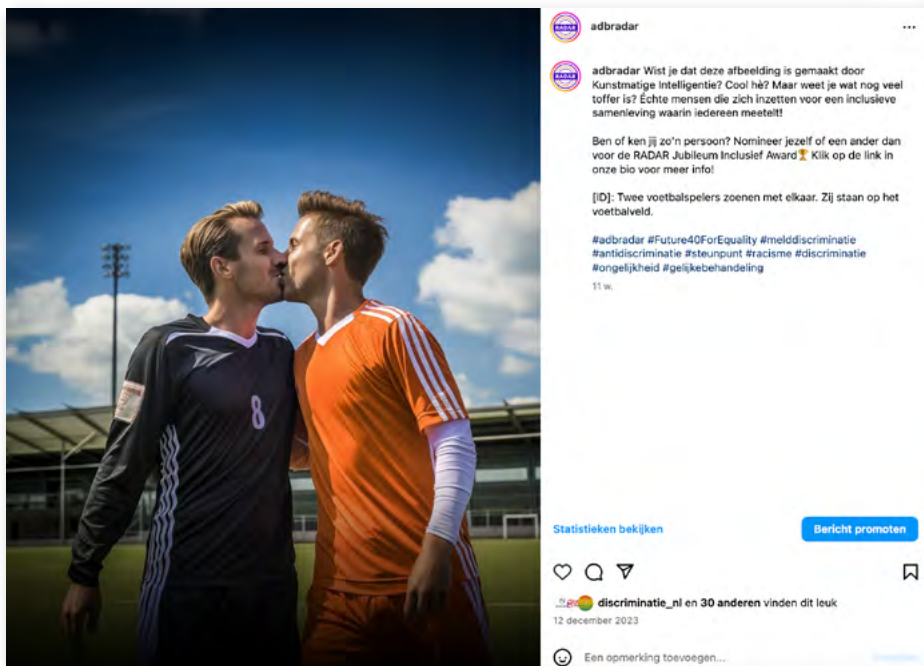 adbradar
adbradar Wist je dat deze afbeelding is gemaakt door
Kunstmatige Intelligentie? Cool hè? Maar weet je wat nog veel
toffer is? Échte mensen die zich inzetten voor een inclusieve
samenleving waarin iedereen meetelt!
Ben of ken jij zo'n persoon? Nomineer jezelf of een ander dan
voor de RADAR Jubileum Inclusief Award🏆 Klik op de link in
onze bio voor meer info!
[ID]: Twee voetbalspelers zoenen met elkaar. Zij staan op het
voetbalveld.
#adbradar #Future40ForEquality #melddiscriminatie
#antidiscriminatie #steunpunt #racisme #discriminatie
#ongelijkheid #gelijkebehandeling
11 w.
8
Statistieken bekijken
Bericht promoten
discriminatie_nl en 30 anderen vinden dit leuk
12 december 2023
Een opmerking toevoegen...